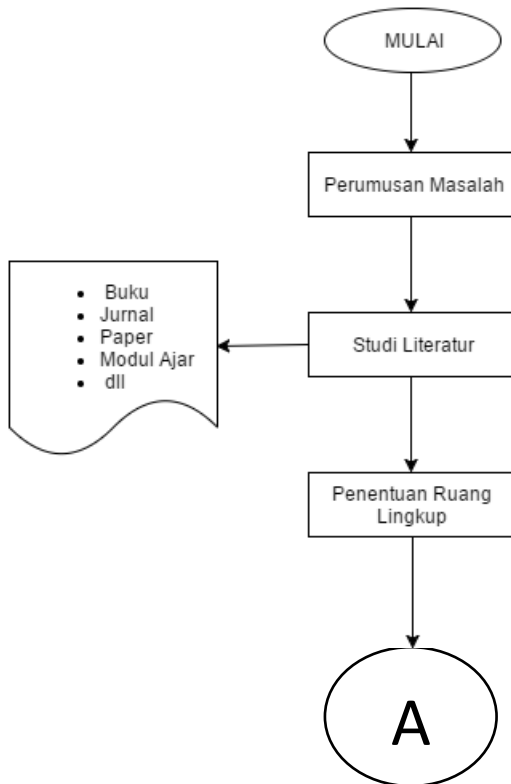 MULAI
Perumusan Masalah
• Buku
• Jurnal
• Paper
• Modul Ajar
• dll
Studi Literatur
Penentuan Ruang
Lingkup
A